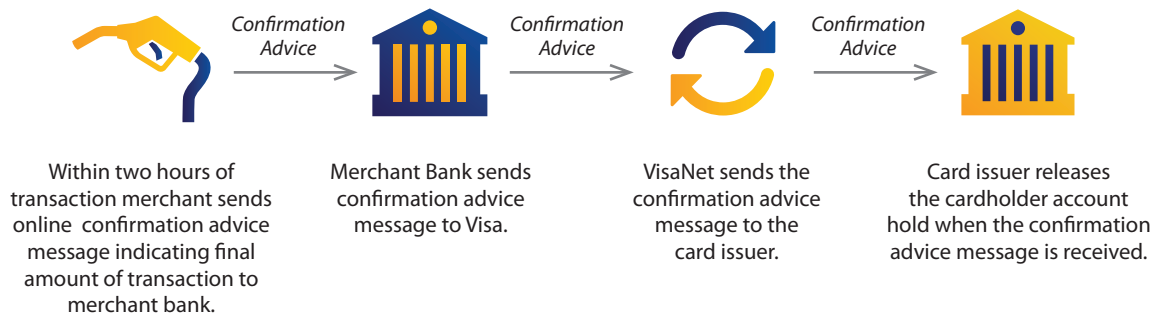 Confirmation
Advice
Confirmation
Advice
Confirmation
Advice
Within two hours of
transaction merchant sends
online confirmation advice
message indicating final
amount of transaction to
merchant bank.
Merchant Bank sends
confirmation advice
message to Visa.
VisaNet sends the
confirmation advice
message to the
card issuer.
Card issuer releases
the cardholder account
hold when the confirmation
advice message is received.